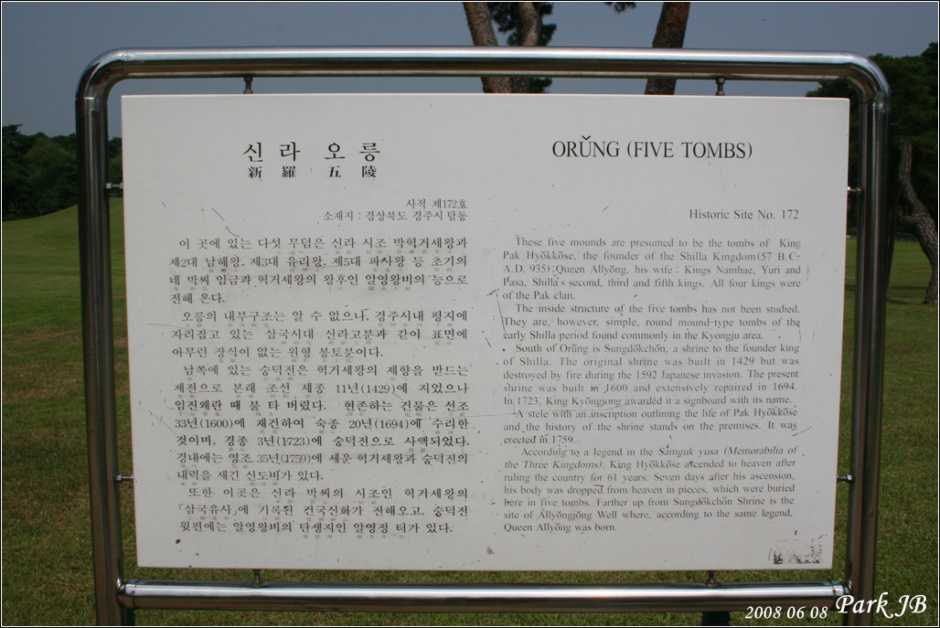 신라 오릉
新羅 五陵
사적 제172호
소재지 : 경상북도 경주시 탑동
이 곳에 있는 다섯 무덤은 신라 시조 박혁거세왕과
제2대 남해왕, 제3대 유리왕, 제5대 파사왕 등 초기의
네 박씨 임금과 혁거세왕의 왕후인 알영왕비의 능으로
전해 온다.
오릉의 내부구조는 알 수 없으나, 경주시내 평지에
자리잡고 있는 삼국시대 신라고분과 같이 표면에
아무런 장식이 없는 원형 봉토분이다.
남쪽에 있는 숭덕전은 혁거세왕의 제향을 받드는
제전으로 본래 조선 세종 11년(1429)에 지었으나
임진왜란 때 불 타 버렸다. 현존하는 건물은 선조
33년(1600)에 재건하여 숙종 20년(1694)에 수리한
것이며, 경종 3년(1723)에 숭덕전으로 사액되었다.
경내에는 영조 35년(1759)에 세운 혁거세왕과 숭덕전의
내력을 새긴 신도비가 있다.
또한 이곳은 신라 박씨의 시조인 혁거세왕의
「삼국유사」에 기록된 건국신화가 전해오고, 숭덕전
윗편에는 알영왕비의 탄생지인 알영정 터가 있다.
ORŬNG (FIVE TOMBS)
Historic Site No. 172
These five mounds are presumed to be the tombs of King
Pak Hyŏkkŏse, the founder of the Shilla Kingdom(57 B.C-
A.D. 935); Queen Allyŏng, his wife; Kings Namhae, Yuri and
Pasa, Shilla's second, third and fifth kings. All four kings were
of the Pak clan.
The inside structure of the five tombs has not been studied.
They are, however, simple, round mound-type tombs of the
early Shilla period found commonly in the Kyongju area.
South of Orŭng is Sungdŏkchŏn, a shrine to the founder king
of Shilla. The original shrine was built in 1429 but was
destroyed by fire during the 1592 Japanese invasion. The present
shrine was built in 1600 and extensively repaired in 1694.
In 1723, King Kyŏngjong awarded it a signboard with its name.
A stele with an inscription outlining the life of Pak Hyŏkkŏse
and the history of the shrine stands on the premises. It was
erected in 1759.
According to a legend in the Samguk yusa (Memorabilia of
the Three Kingdoms), King Hyŏkkŏse ascended to heaven after
ruling the country for 61 years. Seven days after his ascension,
his body was dropped from heaven in pieces, which were buried
here in five tombs. Farther up from Sungdŏkchŏn Shrine is the
site of Allyŏngjŏng Well where, according to the same legend,
Queen Allyŏng was born.
2008 06 08 Park JB